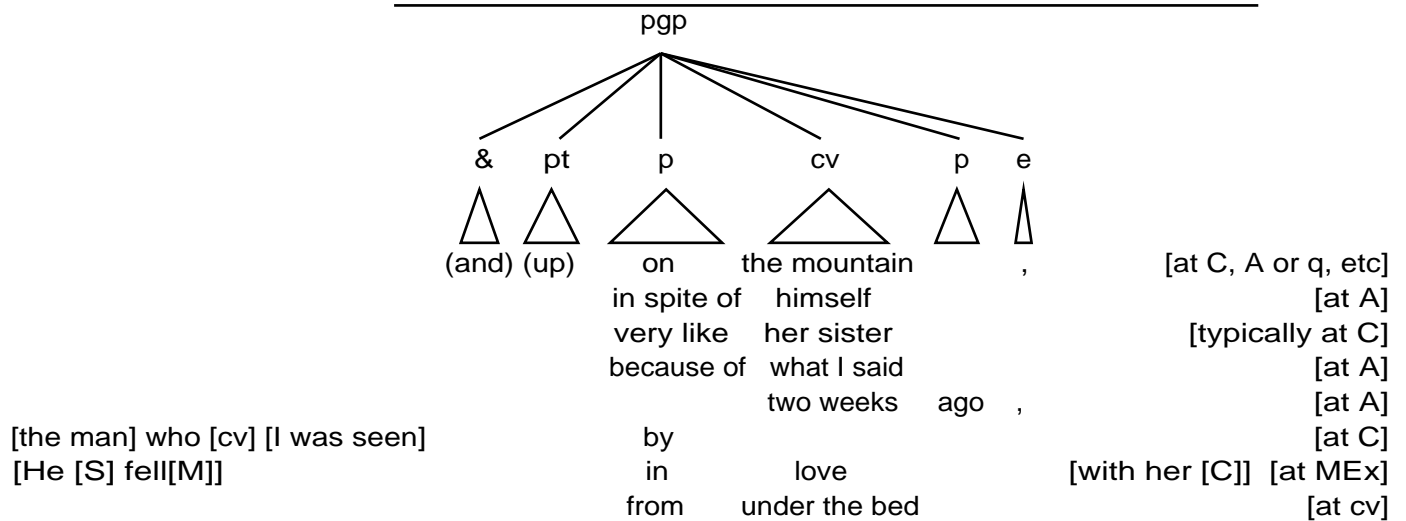 pgp
& pt p cv p e
(and) (up) on the mountain , [at C, A or q, etc]
in spite of himself [at A]
very like her sister [typically at C]
because of what I said [at A]
two weeks ago , [at A]
[the man] who [cv] [I was seen] by [at C]
[He [S] fell[M]] in love [with her [C]] [at MEx]
from under the bed [at cv]